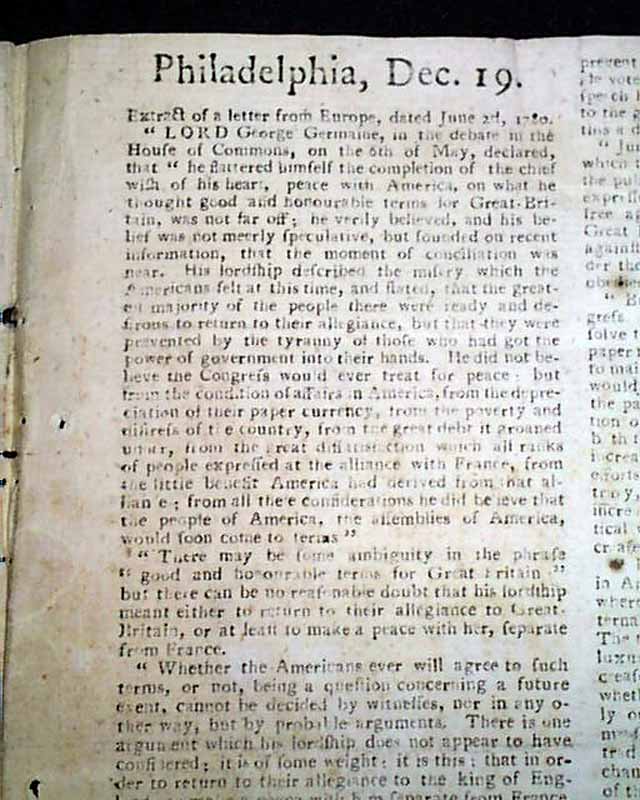 Philadelphia, Dec. 19.
Extract of a letter from Europe, dated June 2d, 1780.
" LORD George Germaine, in the debate in the
House of Commons, on the 6th of May, declared,
that " he flattered himſelf the completion of the chief
wiſh of his heart, peace with America, on what he
thought good and honourable terms for Great-Bri-
tain, was not far off; he verily believed, and his be-
lief was not meerly ſpeculative, but founded on recent
information, that the moment of conciliation was
near. His lordſhip deſcribed the miſery which the
Americans felt at this time, and ſtated, that the great-
eſt majority of the people there were ready and de-
ſirous to return to their allegiance, but that they were
prevented by the tyranny of thoſe who had got the
power of government into their hands. He did not be-
lieve the Congreſs would ever treat for peace; but
from the condition of affairs in America, from the depre-
ciation of their paper currency, from the poverty and
diſtreſs of the country, from the great debt it groaned
under, from the great diſſatisfaction which all ranks
of people expreſſed at the alliance with France, from
the little benefit America had derived from that al-
liance; from all theſe conſiderations he did believe that
the people of America, the aſſemblies of America,
would ſoon come to terms"
" There may be ſome ambiguity in the phraſe
" good and honourable terms for Great Britain,"
but there can be no reaſonable doubt that his lordſhip
meant either to return to their allegiance to Great-
Britain, or at leaſt to make a peace with her, ſeparate
from France.
" Whether the Americans ever will agree to ſuch
terms, or not, being a queſtion concerning a future
event, cannot be decided by witneſſes, nor in any o-
ther way, but by probable arguments. There is one
argument which his lordſhip does not appear to have
conſidered; it is of ſome weight; it is this; that in or-
der to return to their allegiance to the king of Eng-
ſeparate from France